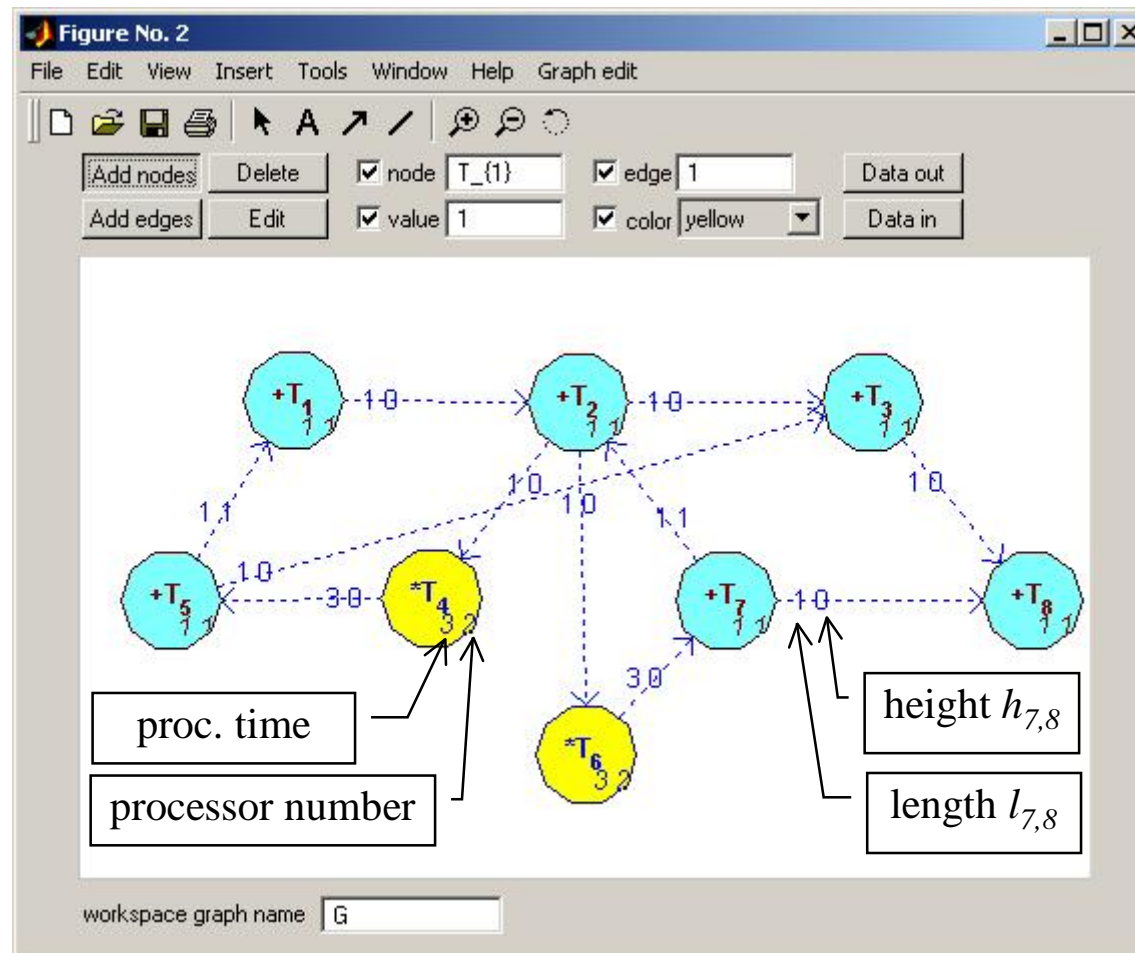 Figure No. 2
File Edit View Insert Tools Window Help Graph edit
A
Add nodes Delete node T_{1} edge 1 Data out
Add edges Edit value 1 color yellow Data in
+T1 1 0 +T2 1 0 +T3
1 1 1 1 1 1
1 0 1 0 1 0
1 1 1 1
1 0
+T5 3 0 *T4 +T7 1 0 +T8
1 1 3 2 1 1 1 1
3 0
proc. time height h7,8
*T6
3 2
processor number length l7,8
workspace graph name G